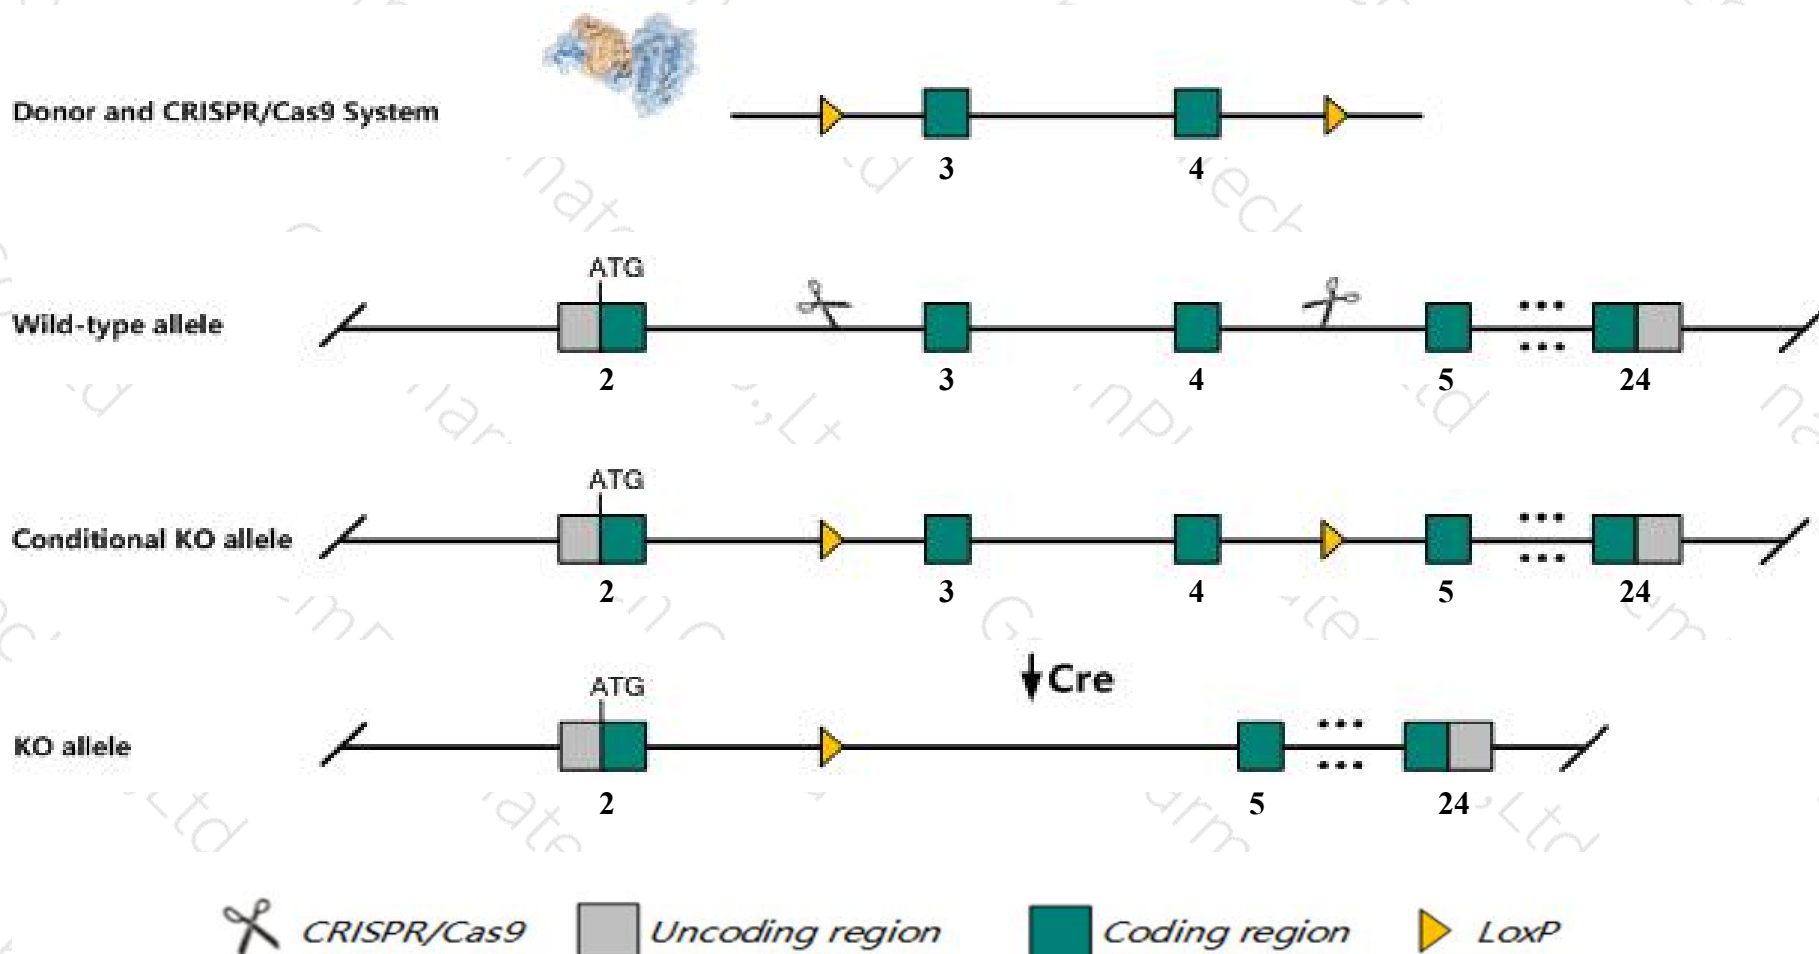 Donor and CRISPR/Cas9 System
3 4
ATG
Wild-type allele
2 3 4 5 24
ATG
Conditional KO allele
2 3 4 5 24
Cre
ATG
KO allele
2 5 24
CRISPR/Cas9 Uncoding region Coding region LoxP